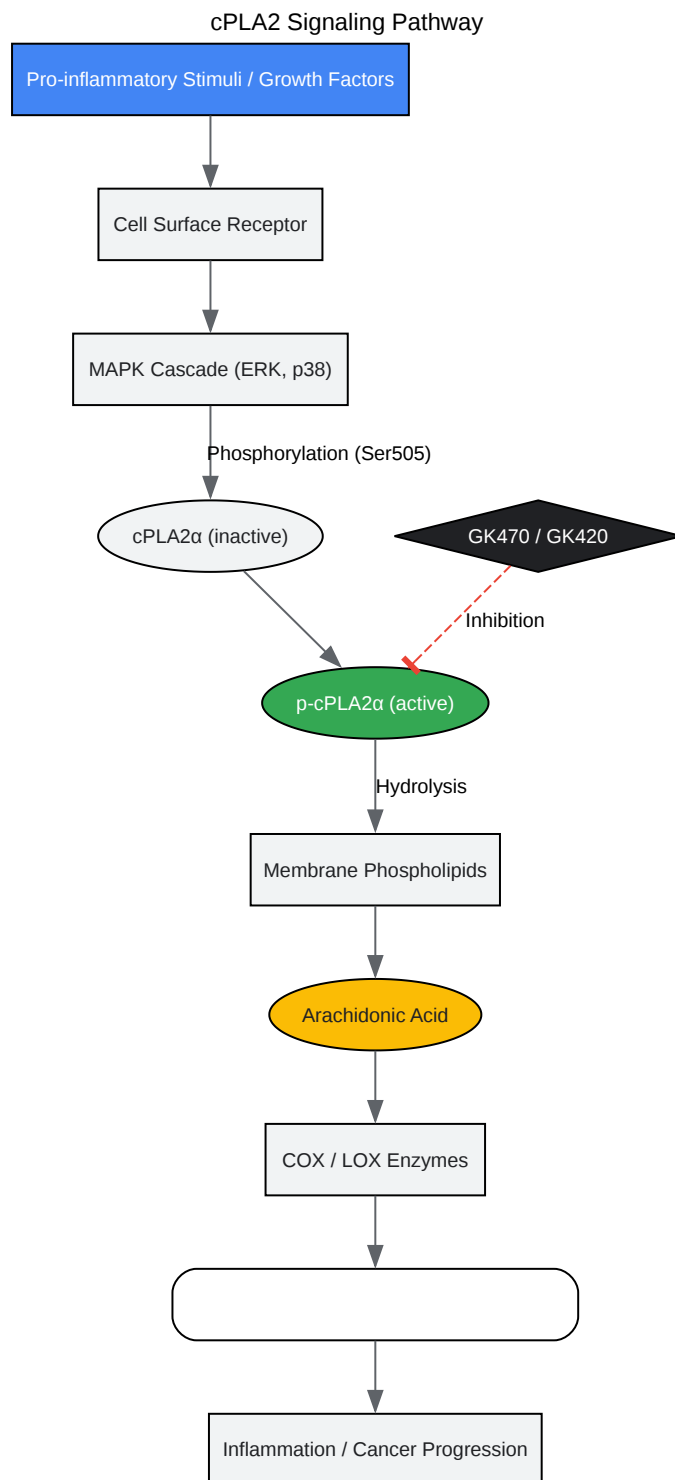 cPLA2 Signaling Pathway
Pro-inflammatory Stimuli / Growth Factors
Cell Surface Receptor
MAPK Cascade (ERK, p38)
Phosphorylation (Ser505)
cPLA2α (inactive)
GK470 / GK420
Inhibition
p-cPLA2α (active)
Hydrolysis
Membrane Phospholipids
Arachidonic Acid
COX / LOX Enzymes
Inflammation / Cancer Progression